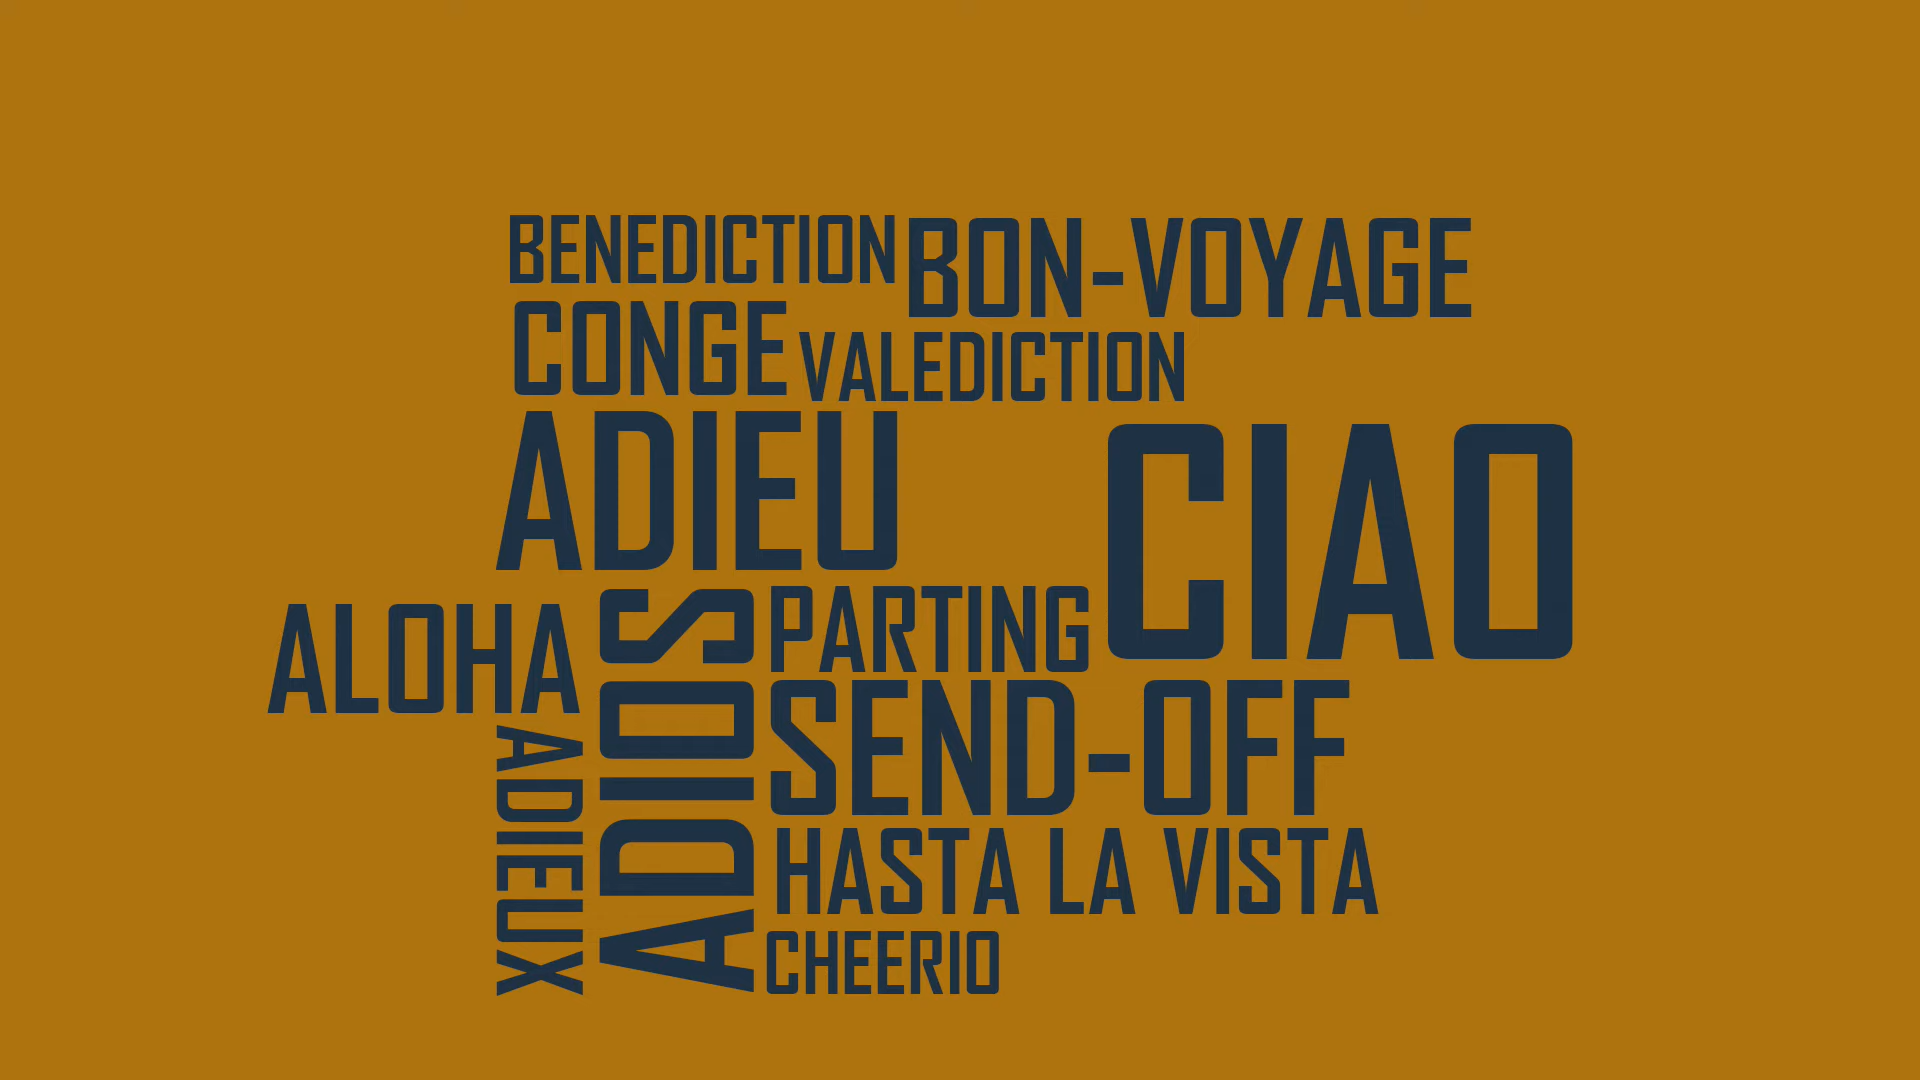 BENEDICTION
BON-VOYAGE
CONGE
VALEDICTION
ADIEU
CIAO
ALOHA
ADIOS
PARTING
SEND-OFF
ADIEUX
HASTA LA VISTA
CHEERIO